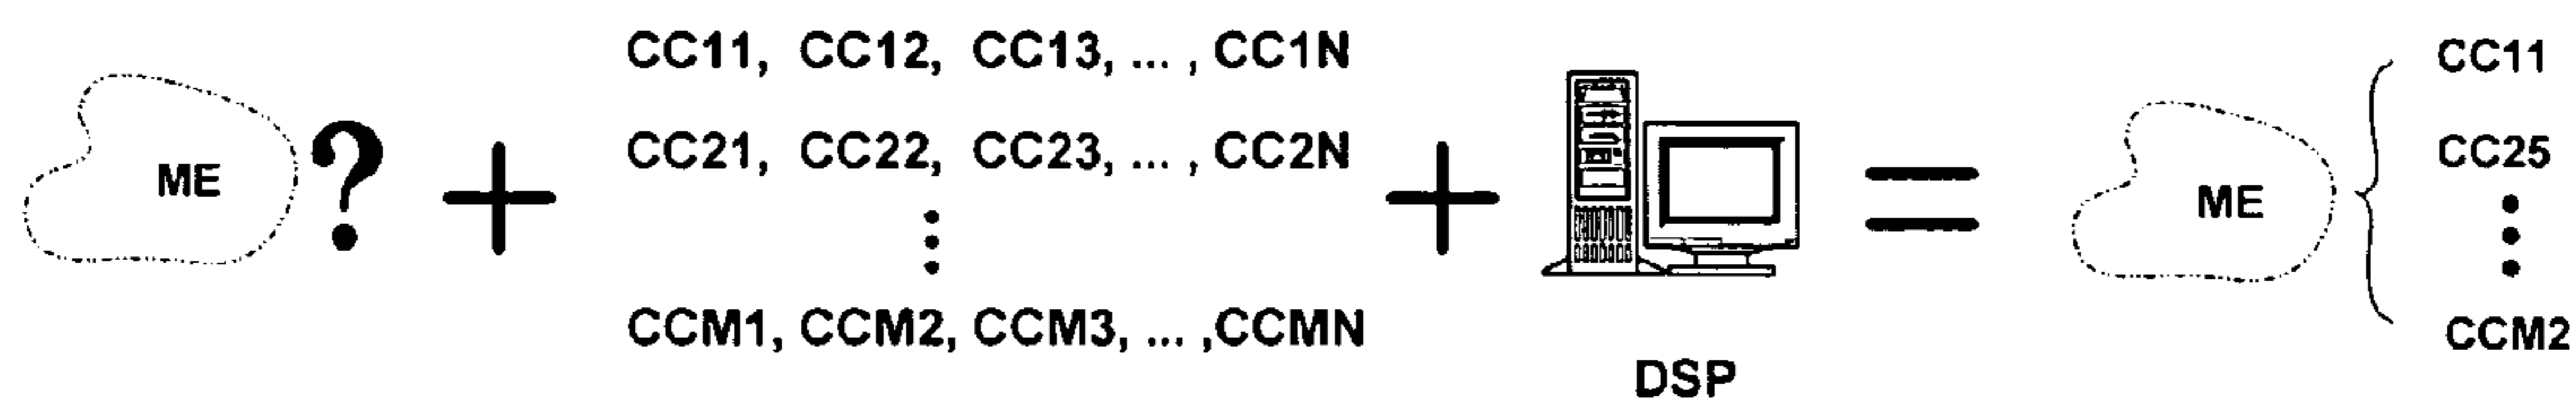 ME ? + CC11, CC12, CC13, ... , CC1N
CC21, CC22, CC23, ... , CC2N
CCM1, CCM2, CCM3, ... ,CCMN
+
DSP
=
ME
CC11
CC25
CCM2